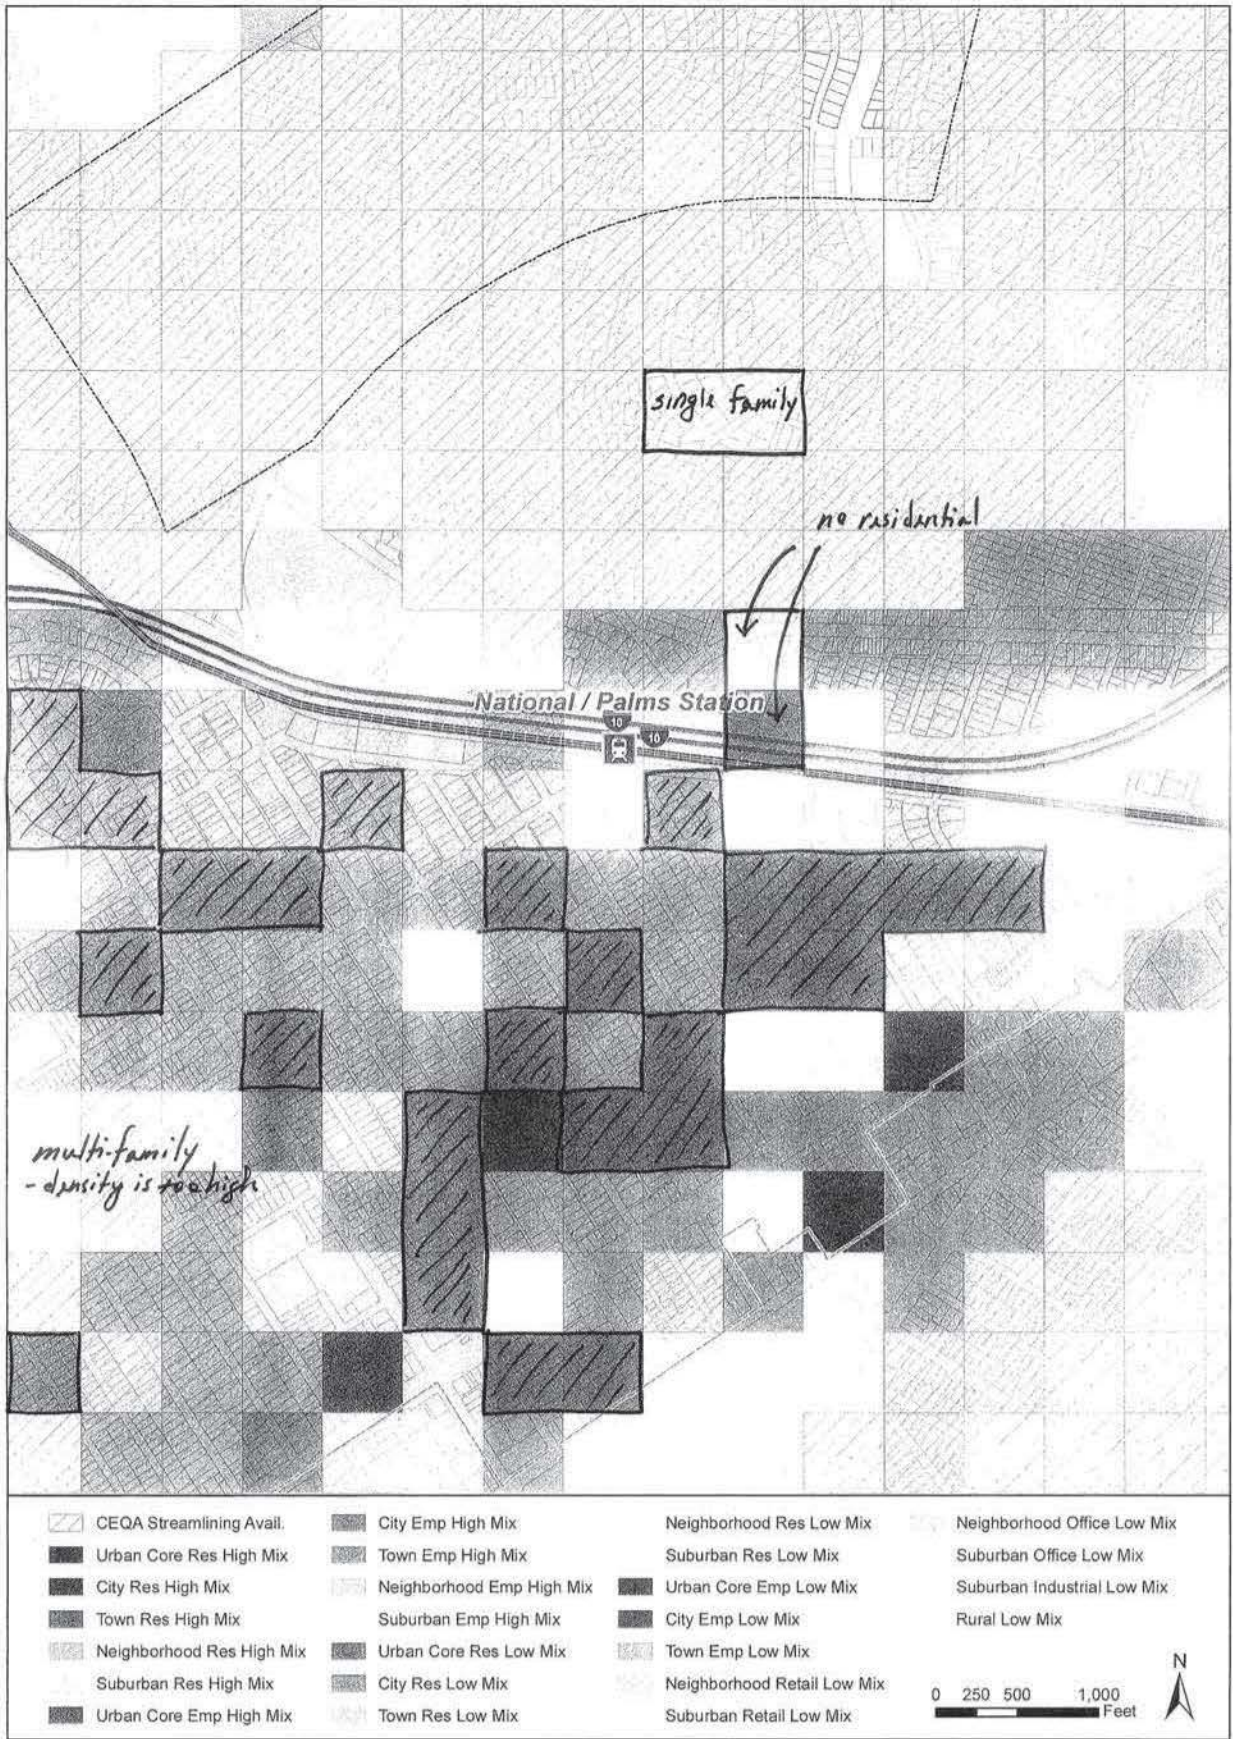 single family
no residential
National / Palms Station
10
10
multi-family
- density is too high
CEQA Streamlining Avail.
Urban Core Res High Mix
City Res High Mix
Town Res High Mix
Neighborhood Res High Mix
Suburban Res High Mix
Urban Core Emp High Mix
City Emp High Mix
Town Emp High Mix
Neighborhood Emp High Mix
Suburban Emp High Mix
Urban Core Res Low Mix
City Res Low Mix
Town Res Low Mix
Neighborhood Res Low Mix
Suburban Res Low Mix
Urban Core Emp Low Mix
City Emp Low Mix
Town Emp Low Mix
Neighborhood Retail Low Mix
Suburban Retail Low Mix
Neighborhood Office Low Mix
Suburban Office Low Mix
Suburban Industrial Low Mix
Rural Low Mix
N
0 250 500 1,000
Feet